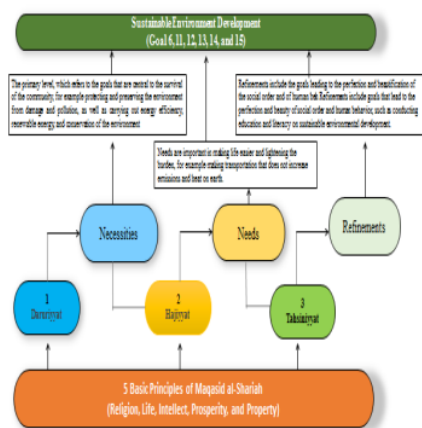 Sustainable Environment Development
(Goal 6, 11, 12, 13, 14, and 15)
The primary level, which refers to the goals that are central to the survival
of the community, for example protecting and preserving the environment
from damage and pollution, as well as carrying out energy efficiency,
renewable energy, and conservation of the environment
Refinements include the goals leading to the perfection and beautification of
the social order and of human beh Refinements include goals that lead to the
perfection and beauty of social order and human behavior, such as conducting
education and literacy on sustainable environmental development.
Needs are important in making life easier and lightening the
burden, for example making transportation that does not increase
emissions and heat on earth.
Necessities
Needs
Refinements
1
Daruriyyat
2
Hajiyyat
3
Tahsiniyyat
5 Basic Principles of Maqasid al-Shariah
(Religion, Life, Intellect, Prosperity, and Property)